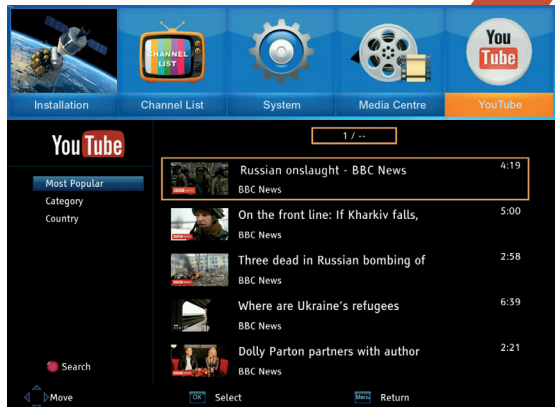 CHANNEL LIST
You Tube
Installation
Channel List
System
Media Centre
YouTube
YouTube
1 / --
Most Popular
Category
Country
Russian onslaught - BBC News
4:19
BBC News
On the front line: If Kharkiv falls,
5:00
BBC News
Three dead in Russian bombing of
2:58
BBC News
Where are Ukraine's refugees
6:39
BBC News
Dolly Parton partners with author
2:21
BBC News
Search
Move
OK Select
Menu Return